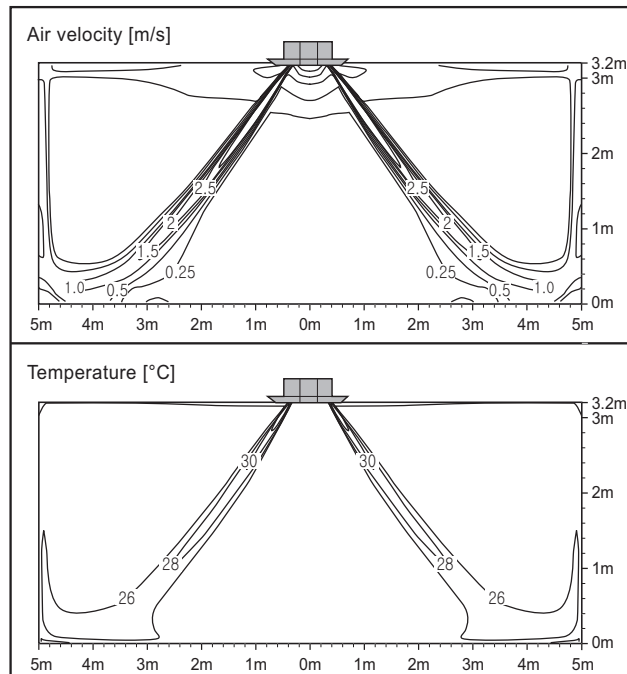 Air velocity [m/s]
3.2m
3m
2m
1m
0m
2.5 2.5
2 2
1.5 1.5
0.25 0.25
1.0 0.5 0.5 1.0
5m 4m 3m 2m 1m 0m 1m 2m 3m 4m 5m
Temperature [°C]
3.2m
3m
2m
1m
0m
30 30
28 28
26 26
5m 4m 3m 2m 1m 0m 1m 2m 3m 4m 5m